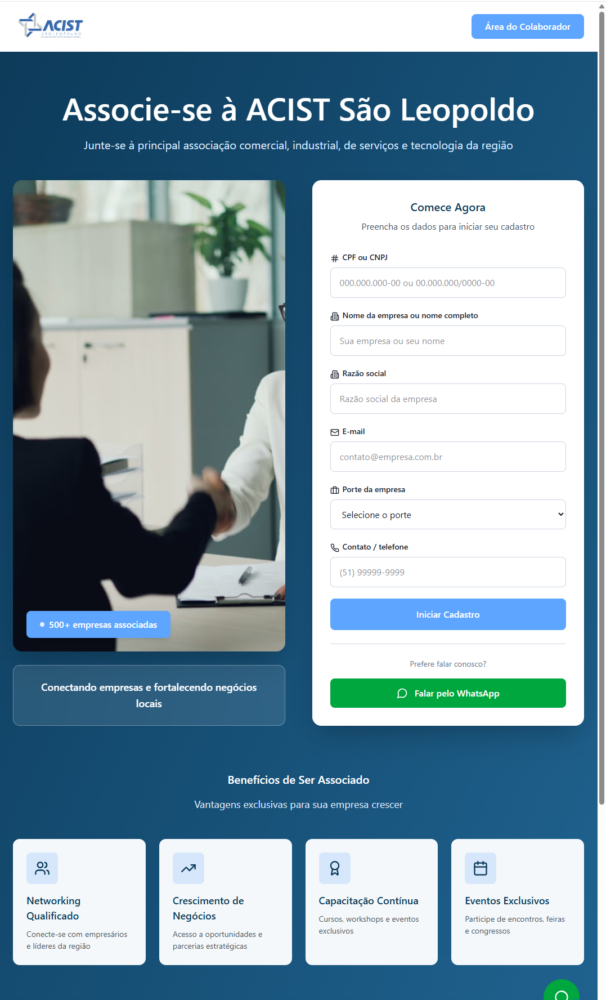 ACIST
SÃO LEOPOLDO
Área do Colaborador
Associe-se à ACIST São Leopoldo
Junte-se à principal associação comercial, industrial, de serviços e tecnologia da região
500+ empresas associadas
Conectando empresas e fortalecendo negócios
locais
Comece Agora
Preencha os dados para iniciar seu cadastro
CPF ou CNPJ
000.000.000-00 ou 00.000.000/0000-00
Nome da empresa ou nome completo
Sua empresa ou seu nome
Razão social
Razão social da empresa
E-mail
contato@empresa.com.br
Porte da empresa
Selecione o porte
Contato / telefone
(51) 99999-9999
Iniciar Cadastro
Prefere falar conosco?
Falar pelo WhatsApp
Benefícios de Ser Associado
Vantagens exclusivas para sua empresa crescer
Networking
Qualificado
Conecte-se com empresários
e líderes da região
Crescimento de
Negócios
Acesso a oportunidades e
parcerias estratégicas
Capacitação Contínua
Cursos, workshops e eventos
exclusivos
Eventos Exclusivos
Participe de encontros, feiras
e congressos